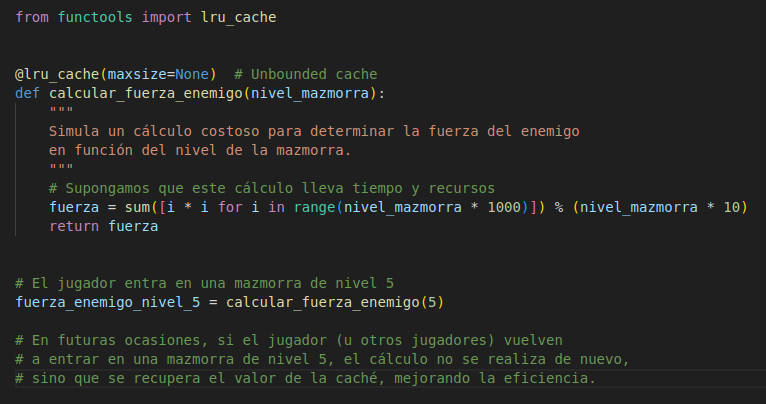 from functools import lru_cache
@lru_cache(maxsize=None)  # Unbounded cache
def calcular_fuerza_enemigo(nivel_mazmorra):
    """
    Simula un cálculo costoso para determinar la fuerza del enemigo
    en función del nivel de la mazmorra.
    """
    # Supongamos que este cálculo lleva tiempo y recursos
    fuerza = sum([i * i for i in range(nivel_mazmorra * 1000)]) % (nivel_mazmorra * 10)
    return fuerza
# El jugador entra en una mazmorra de nivel 5
fuerza_enemigo_nivel_5 = calcular_fuerza_enemigo(5)
# En futuras ocasiones, si el jugador (u otros jugadores) vuelven
# a entrar en una mazmorra de nivel 5, el cálculo no se realiza de nuevo,
# sino que se recupera el valor de la caché, mejorando la eficiencia.